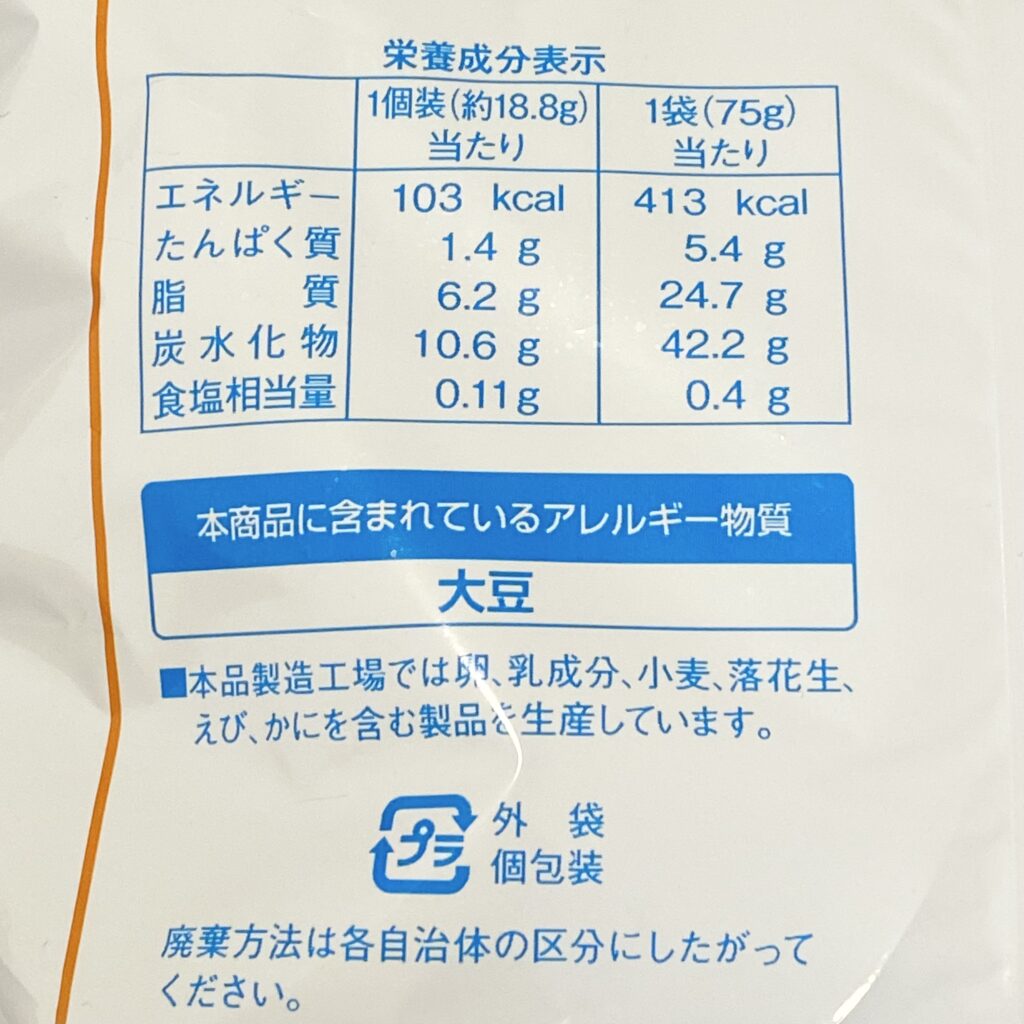 栄養成分表示
1個装(約18.8g)当たり 1袋(75g)当たり
エネルギー 103 kcal 413 kcal
たんぱく質 1.4 g 5.4 g
脂質 6.2 g 24.7 g
炭水化物 10.6 g 42.2 g
食塩相当量 0.11g 0.4 g
本商品に含まれているアレルギー物質
大豆
■本品製造工場では卵、乳成分、小麦、落花生、
えび、かにを含む製品を生産しています。
プラ 外袋
個包装
廃棄方法は各自治体の区分にしたがって
ください。